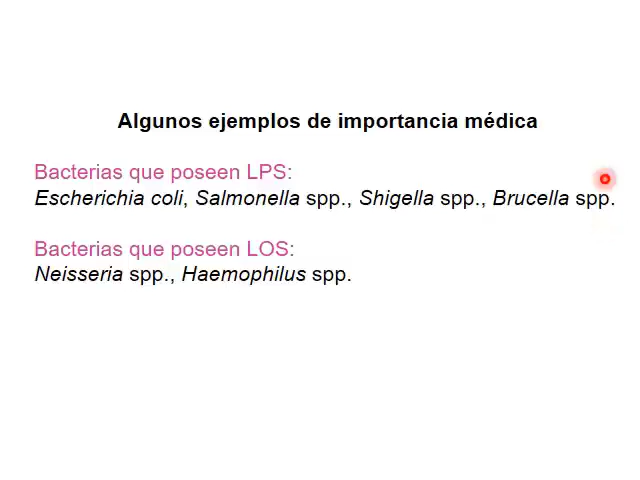 Algunos ejemplos de importancia médica
Bacterias que poseen LPS:
Escherichia coli, Salmonella spp., Shigella spp., Brucella spp.
Bacterias que poseen LOS:
Neisseria spp., Haemophilus spp.